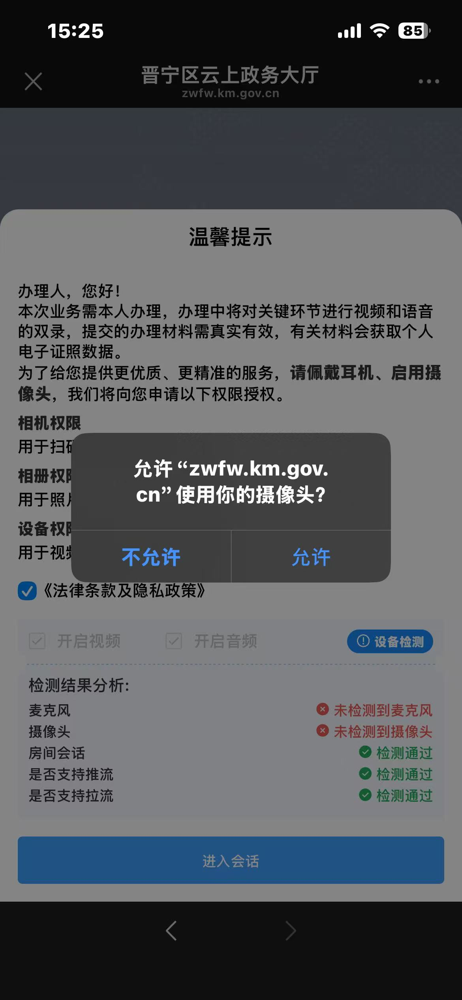 15:25
85
晋宁区云上政务大厅
zwfw.km.gov.cn
温馨提示
办理人，您好！
本次业务需本人办理，办理中将对关键环节进行视频和语音
的双录，提交的办理材料需真实有效，有关材料会获取个人
电子证照数据。
为了给您提供更优质、更精准的服务，请佩戴耳机、启用摄
像头，我们将向您申请以下权限授权。
相机权限
用于扫
相册权
用于照
设备权
用于视
允许“zwfw.km.gov.
cn”使用你的摄像头？
不允许
允许
《法律条款及隐私政策》
开启视频
开启音频
设备检测
检测结果分析:
麦克风
未检测到麦克风
摄像头
未检测到摄像头
房间会话
检测通过
是否支持推流
检测通过
是否支持拉流
检测通过
进入会话